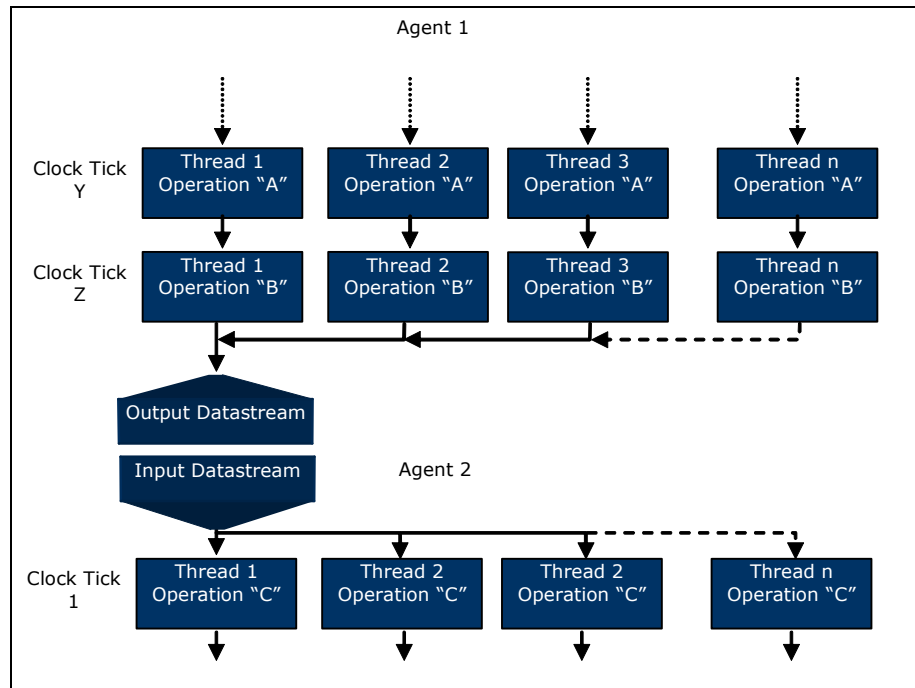 Agent 1
Clock Tick
Y
Thread 1
Operation “A”
Thread 2
Operation “A”
Thread 3
Operation “A”
Thread n
Operation “A”
Clock Tick
Z
Thread 1
Operation “B”
Thread 2
Operation “B”
Thread 3
Operation “B”
Thread n
Operation “B”
Output Datastream
Input Datastream
Agent 2
Clock Tick
1
Thread 1
Operation “C”
Thread 2
Operation “C”
Thread 2
Operation “C”
Thread n
Operation “C”